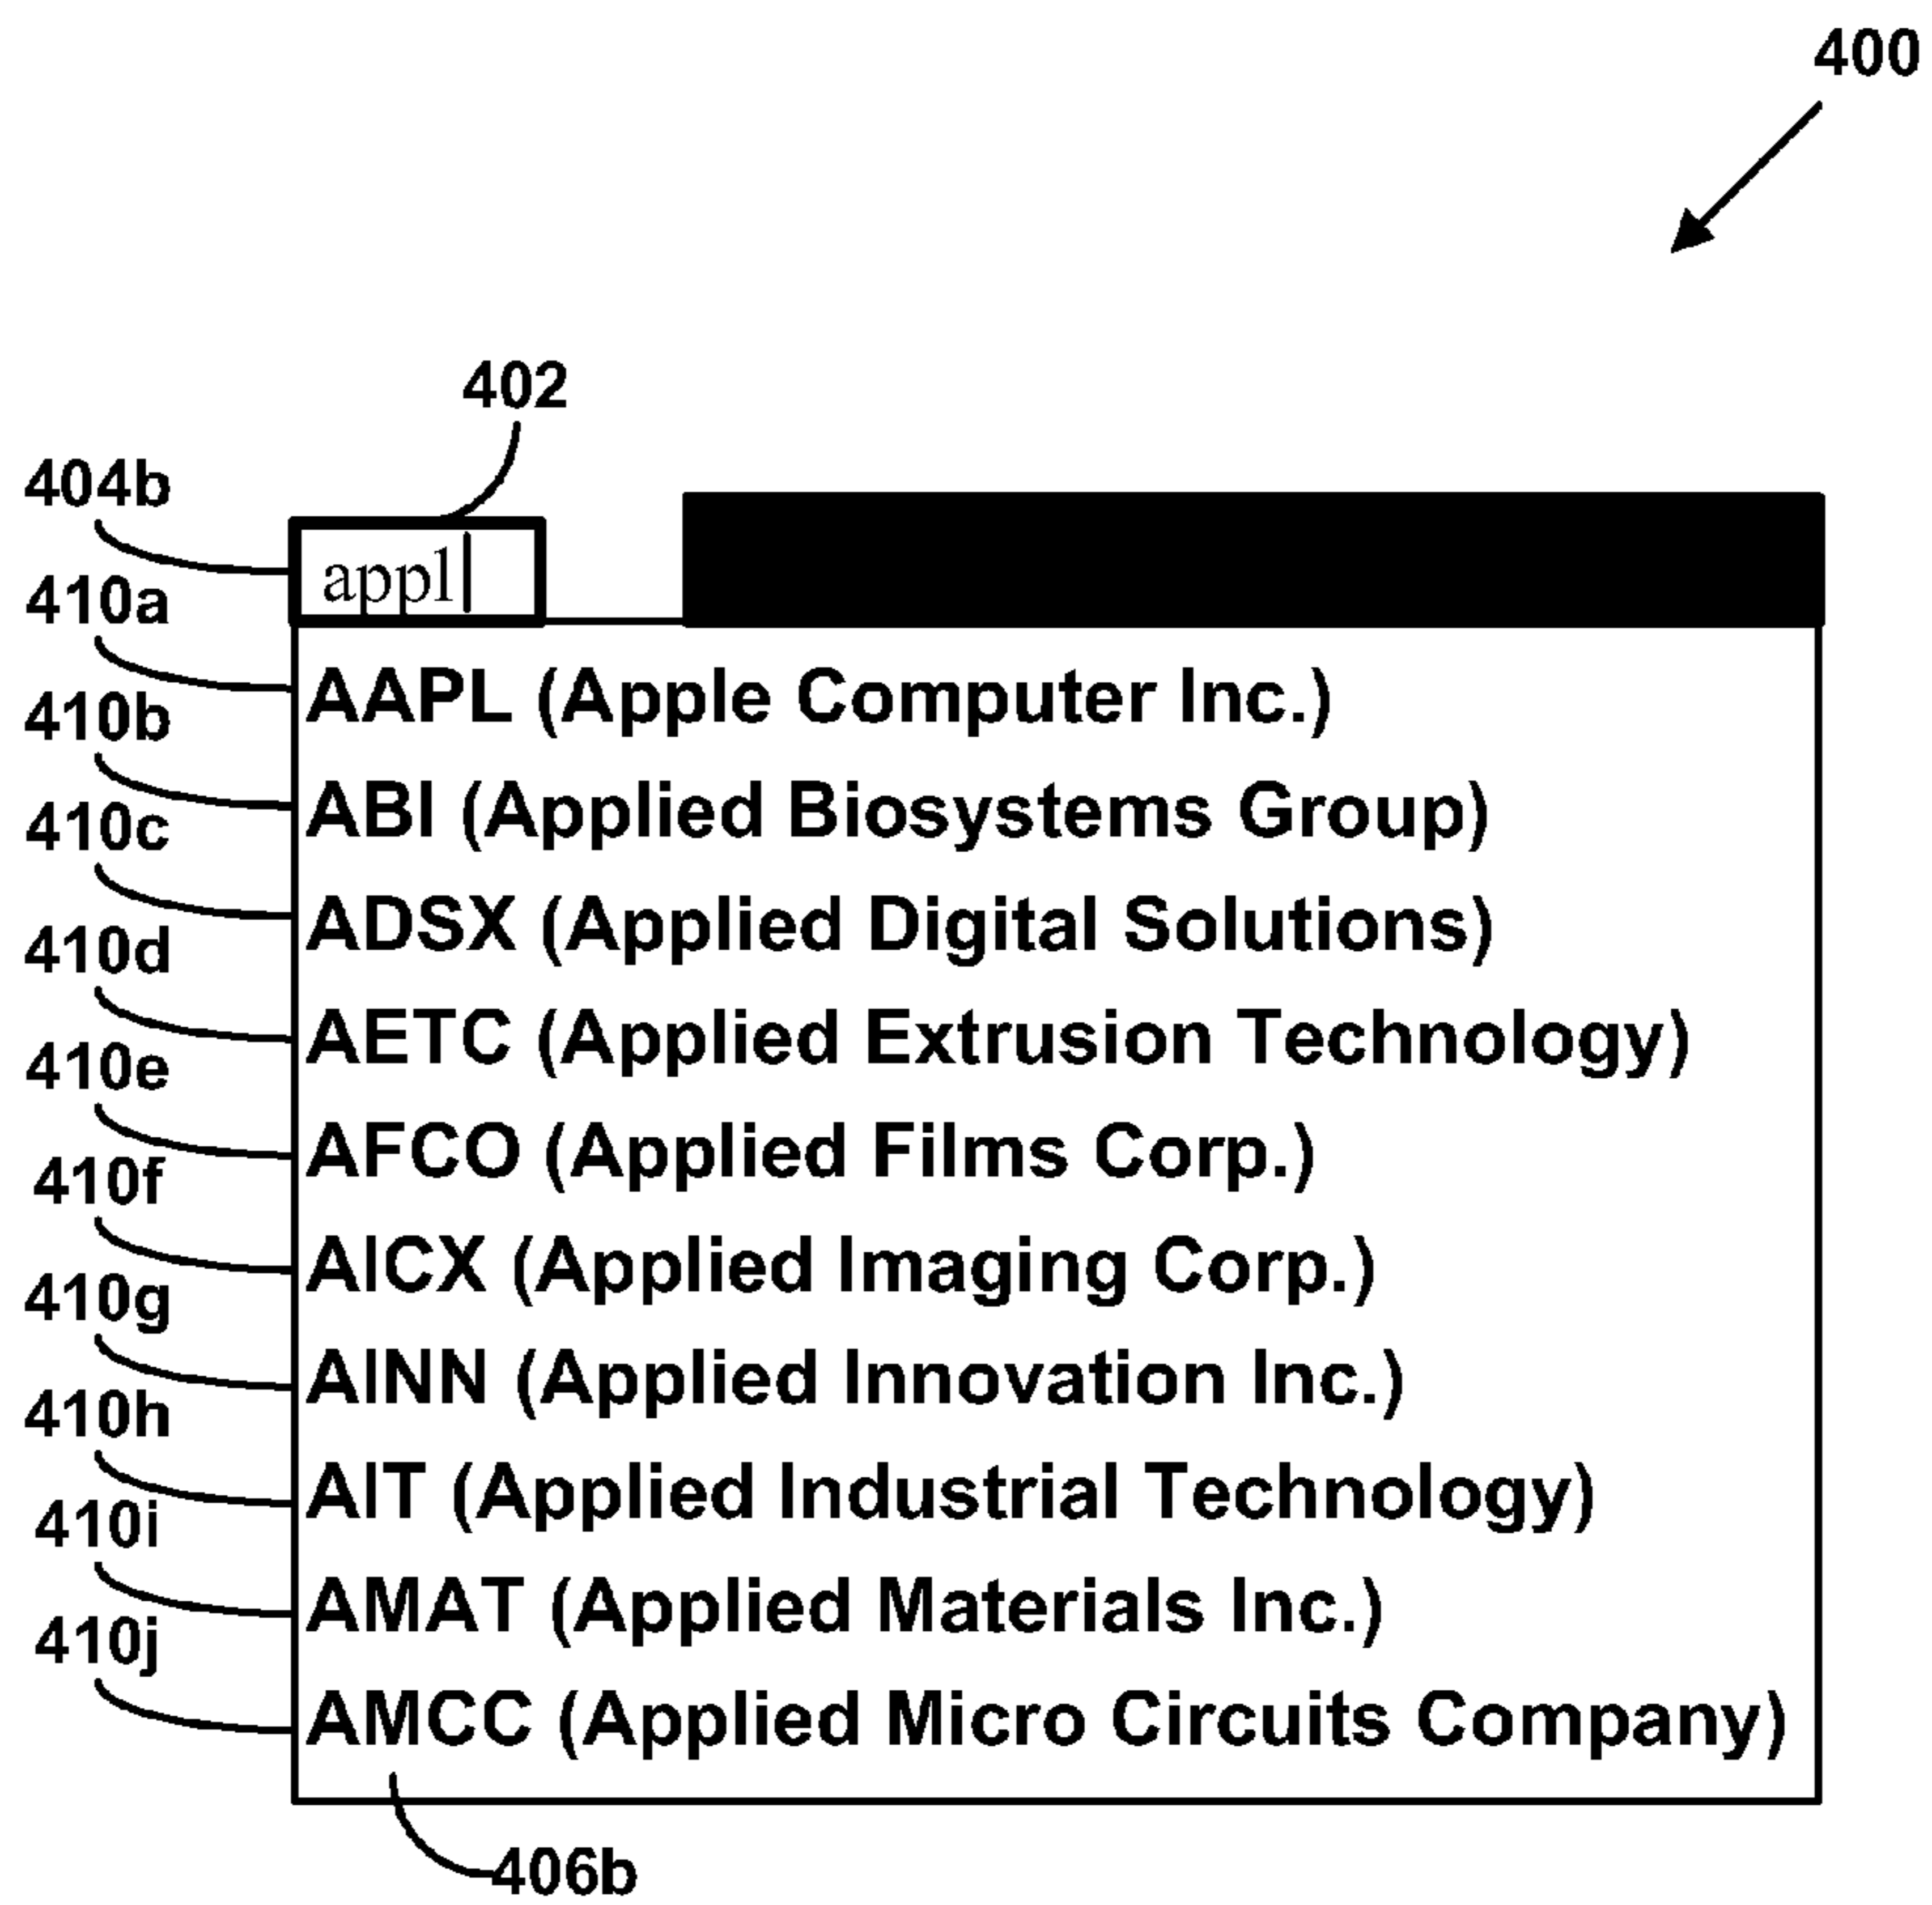 400
402
404b
appl
410a
AAPL (Apple Computer Inc.)
410b
ABI (Applied Biosystems Group)
410c
ADSX (Applied Digital Solutions)
410d
AETC (Applied Extrusion Technology)
410e
AFCO (Applied Films Corp.)
410f
AICX (Applied Imaging Corp.)
410g
AINN (Applied Innovation Inc.)
410h
AIT (Applied Industrial Technology)
410i
AMAT (Applied Materials Inc.)
410j
AMCC (Applied Micro Circuits Company)
406b